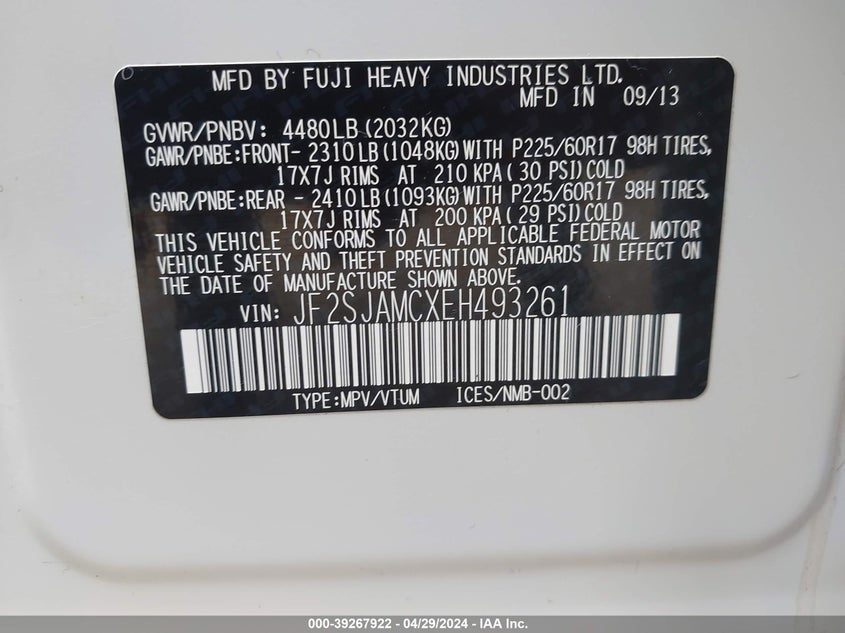 MFD BY FUJI HEAVY INDUSTRIES LTD.
MFD IN 09/13
GVWR/PNBV: 4480LB(2032KG)
GAWR/PNBE:FRONT- 2310LB(1048KG)WITH P225/60R17 98H TIRES,
17X7J RIMS AT 210 KPA( 30 PSI)COLD
GAWR/PNBE:REAR - 2410LB(1093KG)WITH P225/60R17 98H TIRES,
17X7J RIMS AT 200 KPA( 29 PSI)COLD
THIS VEHICLE CONFORMS TO ALL APPLICABLE FEDERAL MOTOR
VEHICLE SAFETY AND THEFT PREVENTION STANDARDS IN EFFECT ON
THE DATE OF MANUFACTURE SHOWN ABOVE.
VIN: JF2SJAMCXEH493261
TYPE:MPV/VTUM ICES/NMB-002
000-39267922 - 04/29/2024 - IAA Inc.